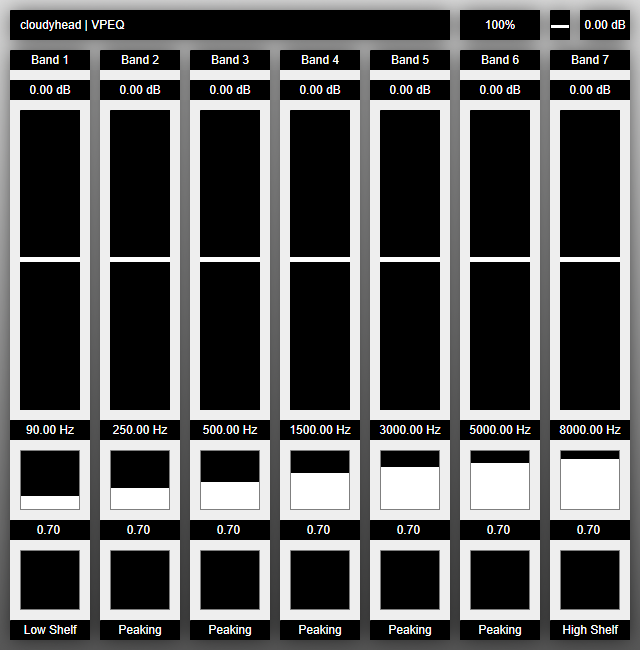 cloudyhead | VPEQ 100% 0.00 dB
Band 1 Band 2 Band 3 Band 4 Band 5 Band 6 Band 7
0.00 dB 0.00 dB 0.00 dB 0.00 dB 0.00 dB 0.00 dB 0.00 dB
90.00 Hz 250.00 Hz 500.00 Hz 1500.00 Hz 3000.00 Hz 5000.00 Hz 8000.00 Hz
0.70 0.70 0.70 0.70 0.70 0.70 0.70
Low Shelf Peaking Peaking Peaking Peaking Peaking High Shelf